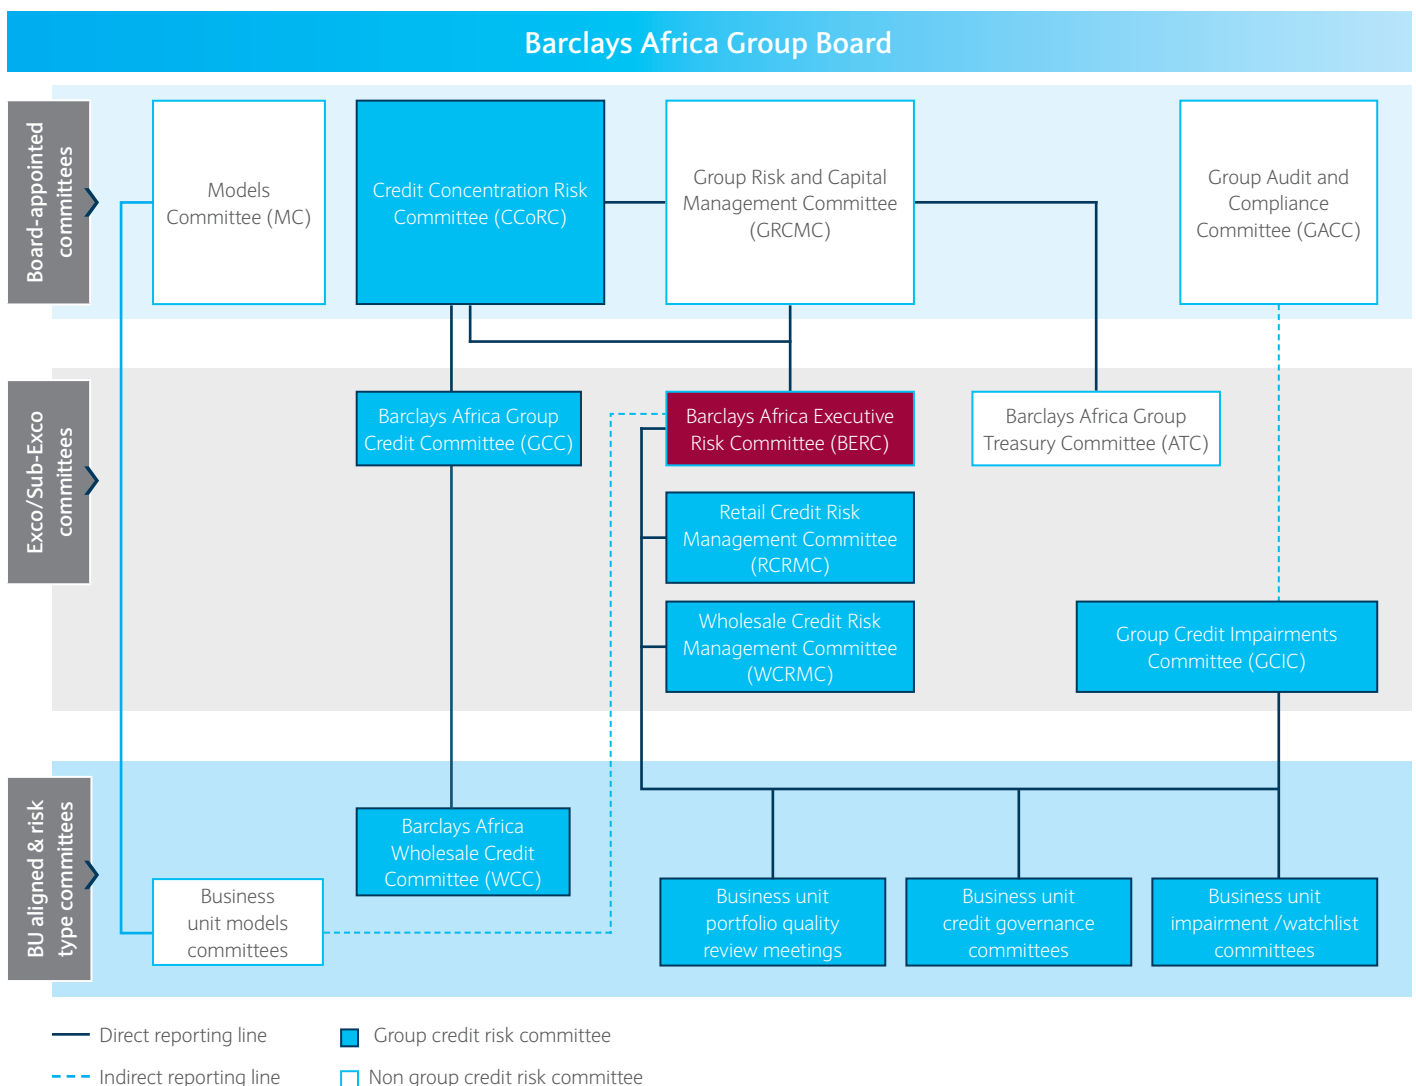 Barclays Africa Group Board
Board-appointed
committees
Models
Committee (MC)
Credit Concentration Risk
Committee (CCoRC)
Group Risk and Capital
Management Committee
(GRCMC)
Group Audit and
Compliance
Committee (GACC)
Exco/Sub-Exco
committees
Barclays Africa Group
Credit Committee (GCC)
Barclays Africa Executive
Risk Committee (BERC)
Barclays Africa Group
Treasury Committee (ATC)
Retail Credit Risk
Management Committee
(RCRMC)
Wholesale Credit Risk
Management Committee
(WCRMC)
Group Credit Impairments
Committee (GCIC)
BU aligned & risk
type committees
Barclays Africa
Wholesale Credit
Committee (WCC)
Business
unit models
committees
Business unit
portfolio quality
review meetings
Business unit
credit governance
committees
Business unit
impairment /watchlist
committees
Direct reporting line
Group credit risk committee
Indirect reporting line
Non group credit risk committee